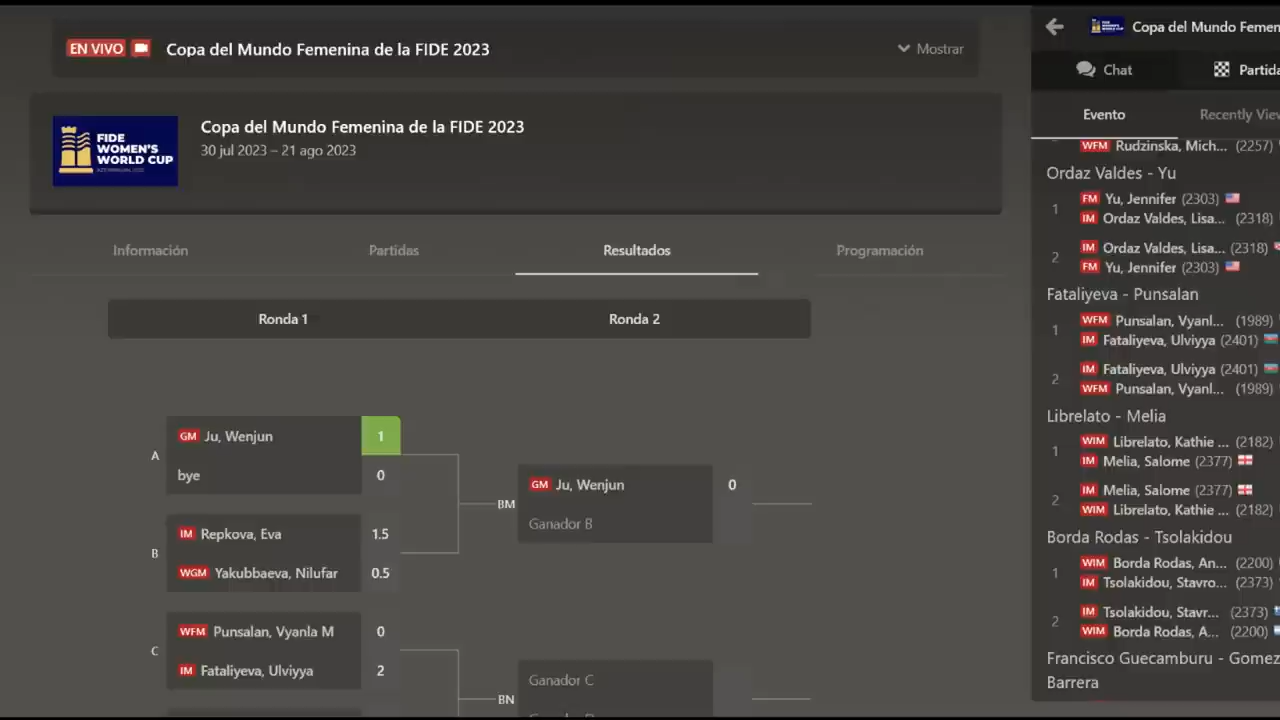 EN VIVO Copa del Mundo Femenina de la FIDE 2023 Mostrar
FIDE
WOMEN'S
WORLD CUP
Copa del Mundo Femenina de la FIDE 2023
30 jul 2023 – 21 ago 2023
Información Partidas Resultados Programación
Ronda 1 Ronda 2
A
GM Ju, Wenjun 1
bye 0
B
IM Repkova, Eva 1.5
WGM Yakubbaeva, Nilufar 0.5
C
WFM Punsalan, Vyanla M 0
IM Fataliyeva, Ulviyya 2
BM
GM Ju, Wenjun 0
Ganador B
BN
Ganador C
Copa del Mundo Femen
Chat Partida
Evento Recently View
WFM Rudzinska, Mich... (2257)
Ordaz Valdes - Yu
1
FM Yu, Jennifer (2303)
IM Ordaz Valdes, Lisa... (2318)
2
IM Ordaz Valdes, Lisa... (2318)
FM Yu, Jennifer (2303)
Fataliyeva - Punsalan
1
WFM Punsalan, Vyanl... (1989)
IM Fataliyeva, Ulviyya (2401)
2
IM Fataliyeva, Ulviyya (2401)
WFM Punsalan, Vyanl... (1989)
Librelato - Melia
1
WIM Librelato, Kathie ... (2182)
IM Melia, Salome (2377)
2
IM Melia, Salome (2377)
WIM Librelato, Kathie ... (2182)
Borda Rodas - Tsolakidou
1
WIM Borda Rodas, An... (2200)
IM Tsolakidou, Stavro... (2373)
2
IM Tsolakidou, Stavr... (2373)
WIM Borda Rodas, A... (2200)
Francisco Guecamburu - Gomez
Barrera